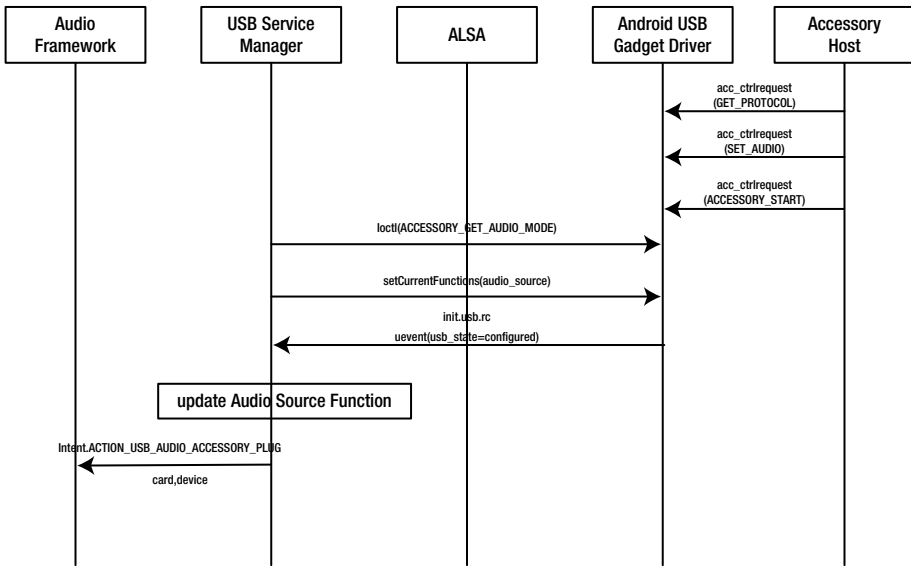 Audio
Framework
USB Service
Manager
ALSA
Android USB
Gadget Driver
Accessory
Host
acc_ctrlrequest
(GET_PROTOCOL)
acc_ctrlrequest
(SET_AUDIO)
acc_ctrlrequest
(ACCESSORY_START)
Ioctl(ACCESSORY_GET_AUDIO_MODE)
setCurrentFunctions(audio_source)
init.usb.rc
uevent(usb_state=configured)
update Audio Source Function
Intent.ACTION_USB_AUDIO_ACCESSORY_PLUG
card,device